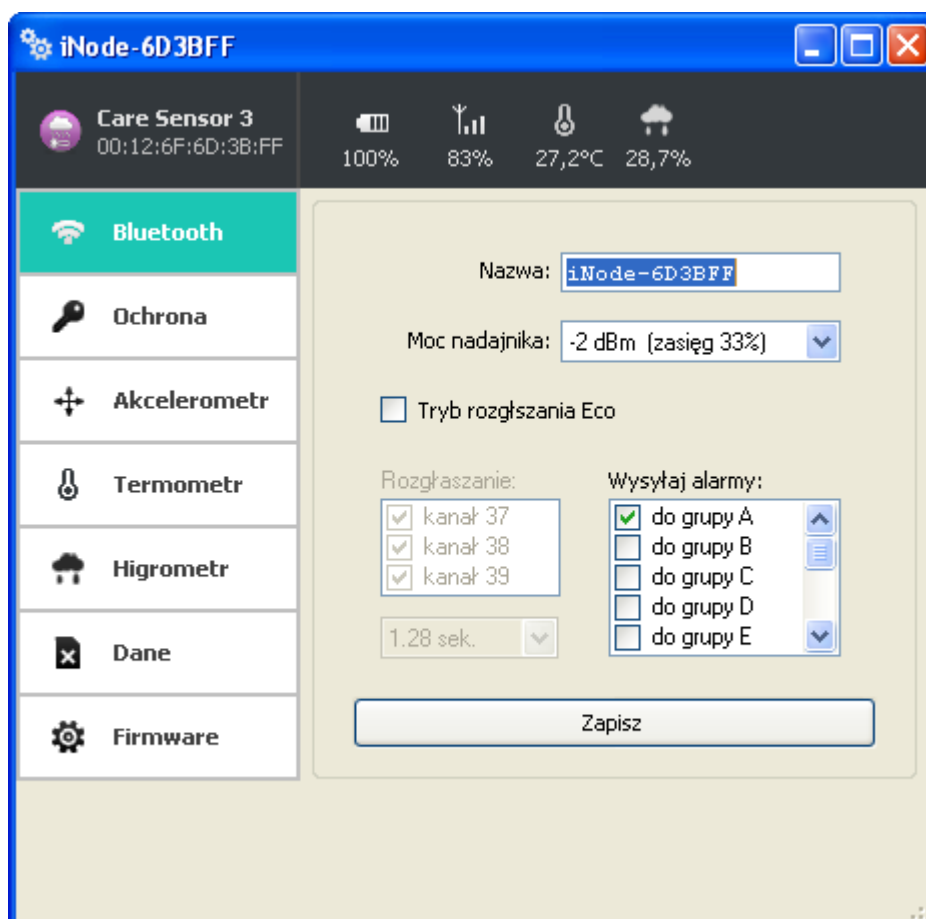 iNode-6D3BFF
Care Sensor 3
00:12:6F:6D:3B:FF
100% 83% 27,2°C 28,7%
Bluetooth
Ochrona
Akcelerometr
Termometr
Higrometr
Dane
Firmware
Nazwa: iNode-6D3BFF
Moc nadajnika: -2 dBm (zasięg 33%)
Tryb rozgłszania Eco
Rozgłaszanie:
kanał 37
kanał 38
kanał 39
1.28 sek.
Wysyłaj alarmy:
do grupy A
do grupy B
do grupy C
do grupy D
do grupy E
Zapisz